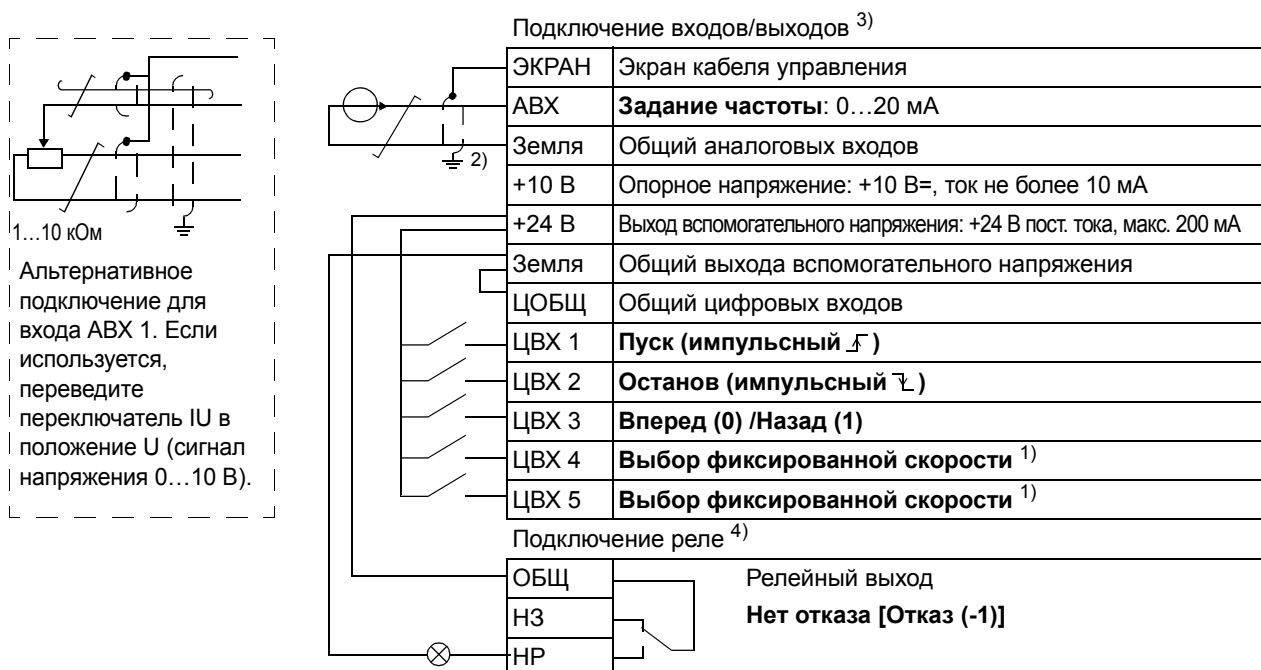 Подключение входов/выходов 3)
ЭКРАН Экран кабеля управления
АВХ Задание частоты: 0…20 мА
Земля Общий аналоговых входов
2)
+10 В Опорное напряжение: +10 В=, ток не более 10 мА
+24 В Выход вспомогательного напряжения: +24 В пост. тока, макс. 200 мА
Земля Общий выхода вспомогательного напряжения
ЦОБЩ Общий цифровых входов
ЦВХ 1 Пуск (импульсный )
ЦВХ 2 Останов (импульсный )
ЦВХ 3 Вперед (0) /Назад (1)
ЦВХ 4 Выбор фиксированной скорости 1)
ЦВХ 5 Выбор фиксированной скорости 1)
Подключение реле 4)
ОБЩ Релейный выход
НЗ Нет отказа [Отказ (-1)]
НР
1…10 кОм
Альтернативное
подключение для
входа АВХ 1. Если
используется,
переведите
переключатель IU в
положение U (сигнал
напряжения 0…10 В).